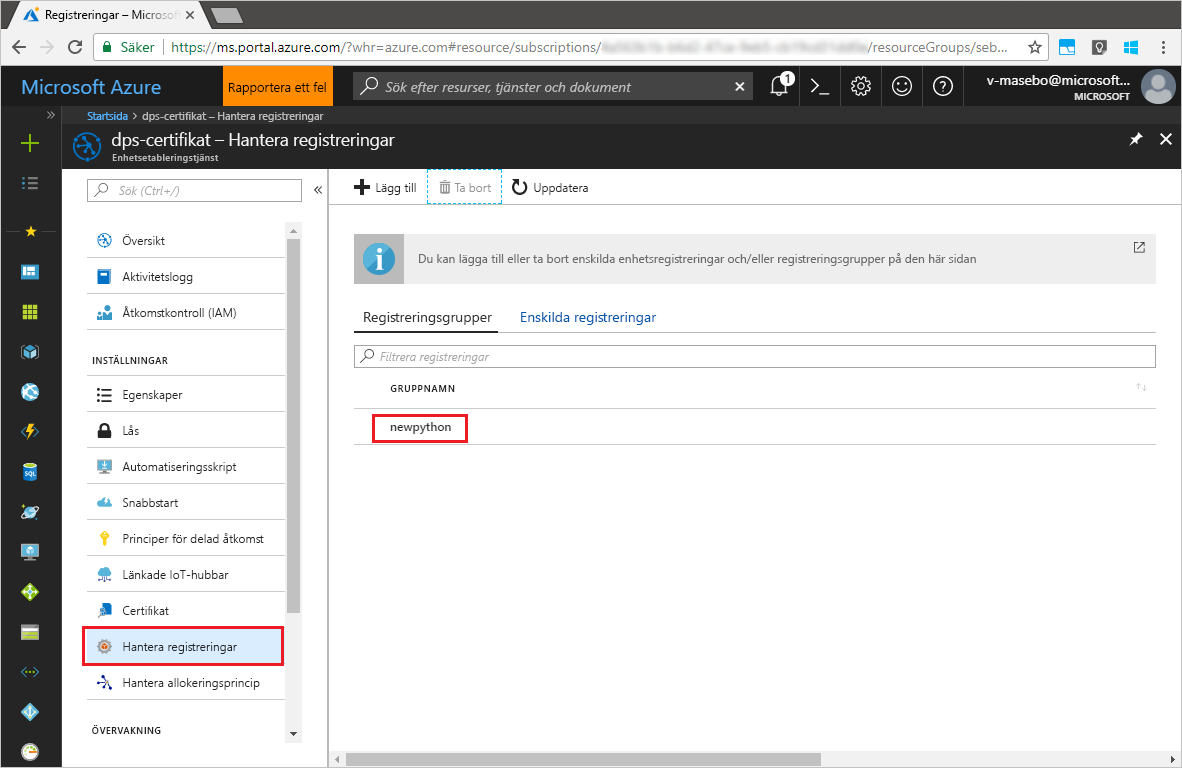 Registreringar – Microsof
Säker
https://ms.portal.azure.com/?whr=azure.com#resource/subscriptions/
/resourceGroups/seb...
Microsoft Azure
Rapportera ett fel
Sök efter resurser, tjänster och dokument
1
v-masebo@microsoft...
MICROSOFT
Startsida > dps-certifikat – Hantera registreringar
dps-certifikat – Hantera registreringar
Enhetsetableringstjänst
Sök (Ctrl+/)
Lägg till
Ta bort
Uppdatera
Översikt
Aktivitetslogg
Åtkomstkontroll (IAM)
INSTÄLLNINGAR
Egenskaper
Lås
Automatiseringsskript
Snabbstart
Principer för delad åtkomst
Länkade IoT-hubbar
Certifikat
Hantera registreringar
Hantera allokeringsprincip
ÖVERVAKNING
Du kan lägga till eller ta bort enskilda enhetsregistreringar och/eller registreringsgrupper på den här sidan
Registreringsgrupper
Enskilda registreringar
Filtrera registreringar
GRUPPNAMN
newpython
SQL